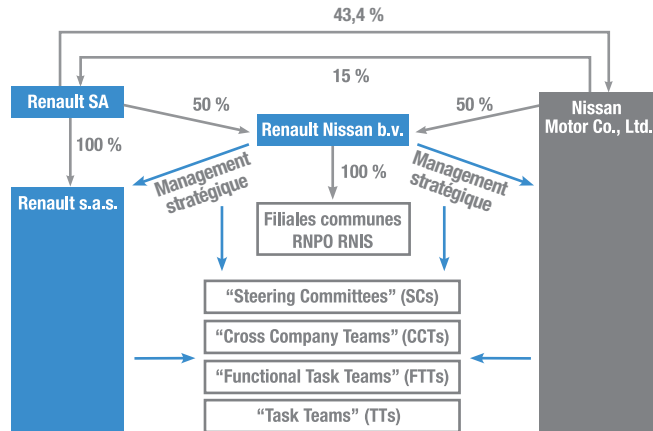 43,4 %
15 %
Renault SA
50 %
50 %
Nissan
Motor Co., Ltd.
Renault Nissan b.v.
100 %
100 %
Management
stratégique
Management
stratégique
Renault s.a.s.
Filiales communes
RNPO RNIS
“Steering Committees” (SCs)
“Cross Company Teams” (CCTs)
“Functional Task Teams” (FTTs)
“Task Teams” (TTs)